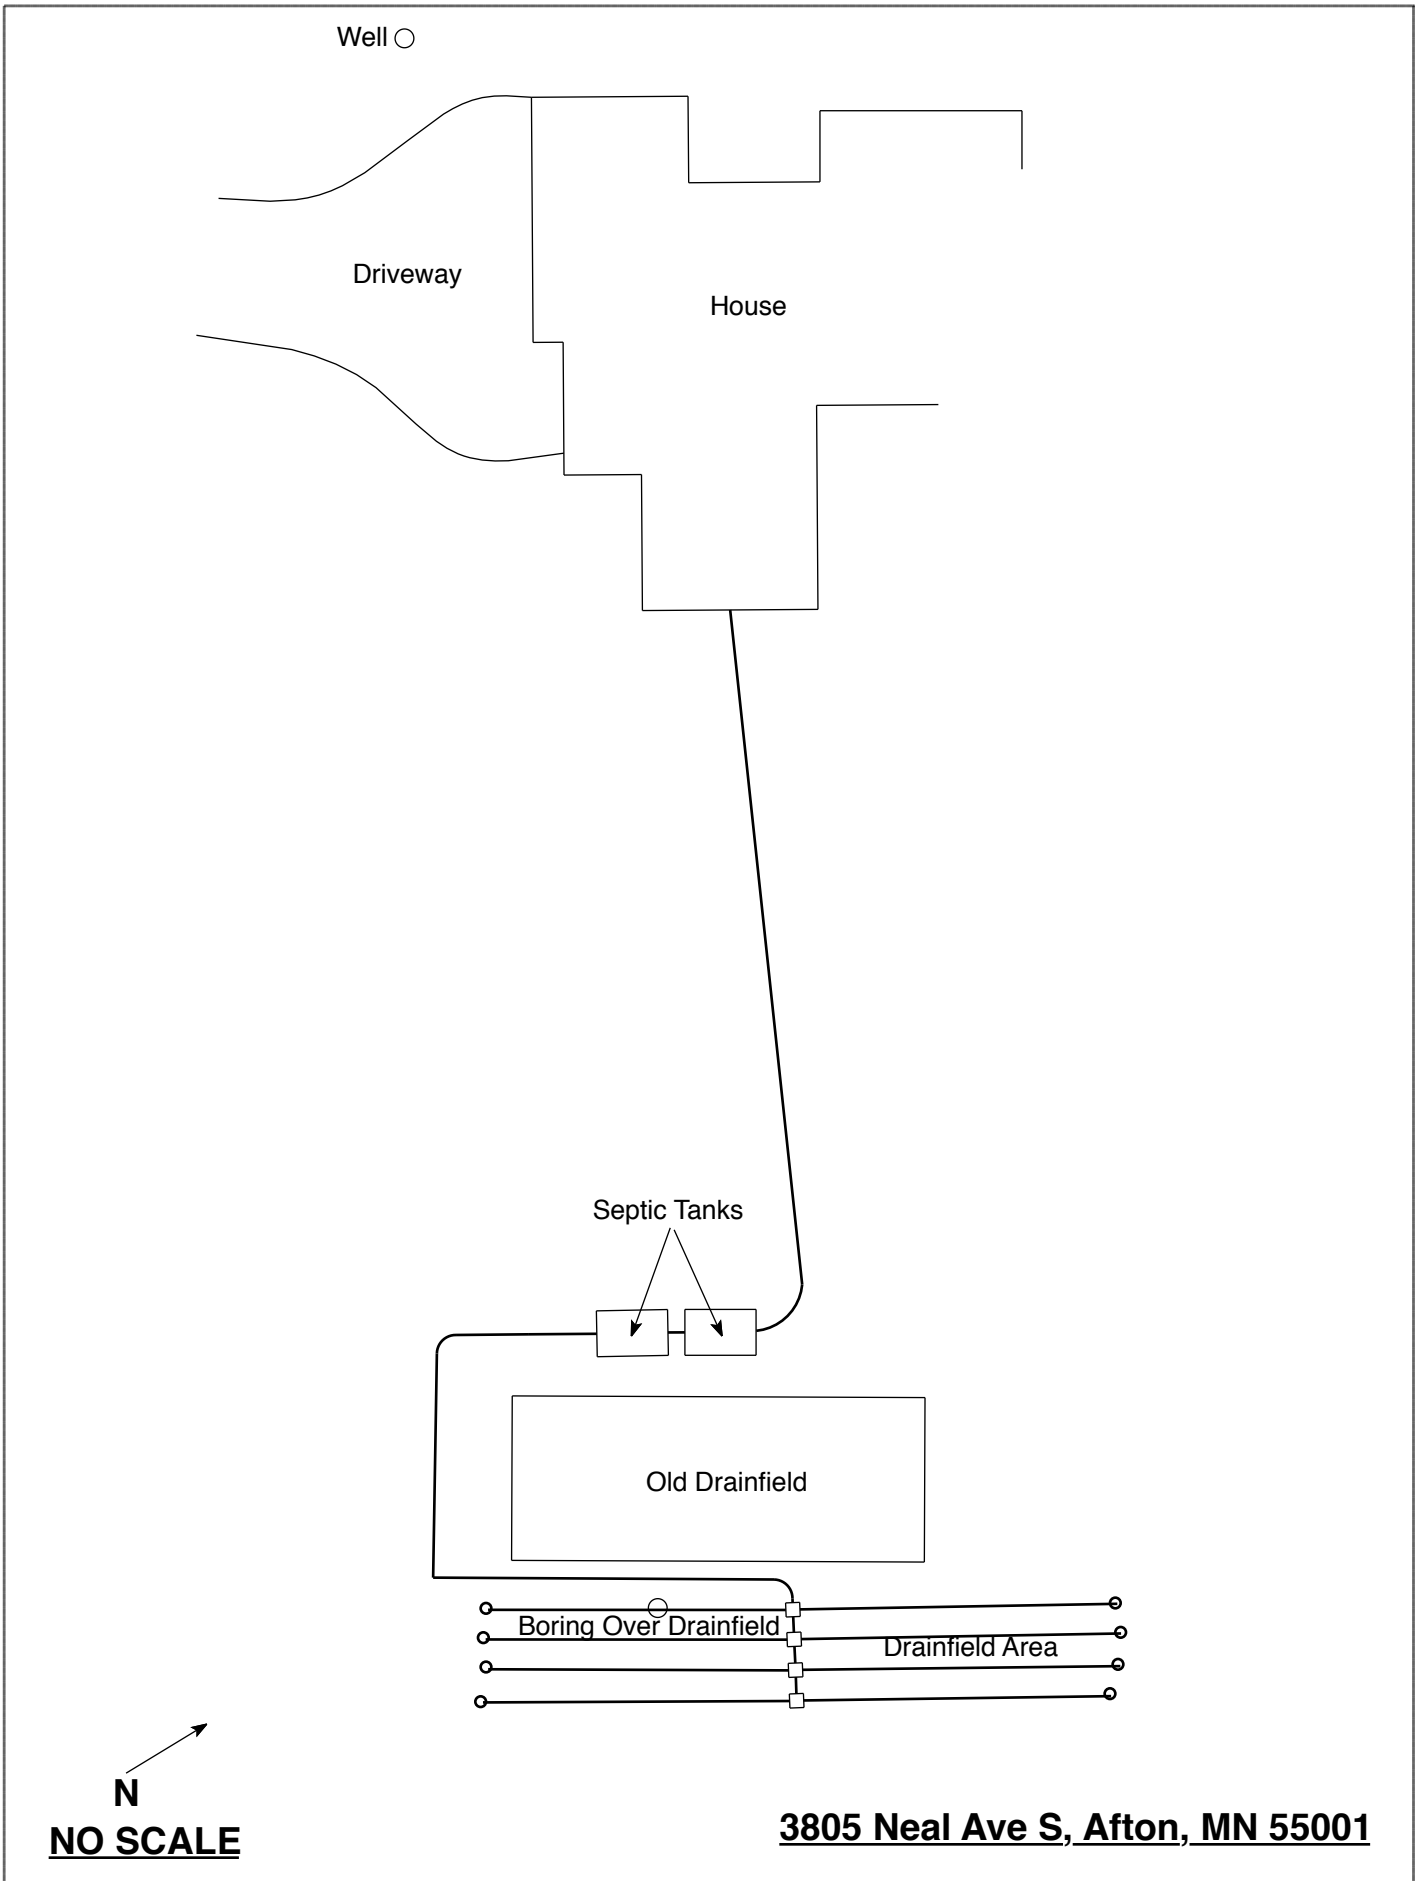 Well
Driveway
House
Septic Tanks
Old Drainfield
Boring Over Drainfield
Drainfield Area
N
NO SCALE
3805 Neal Ave S, Afton, MN 55001